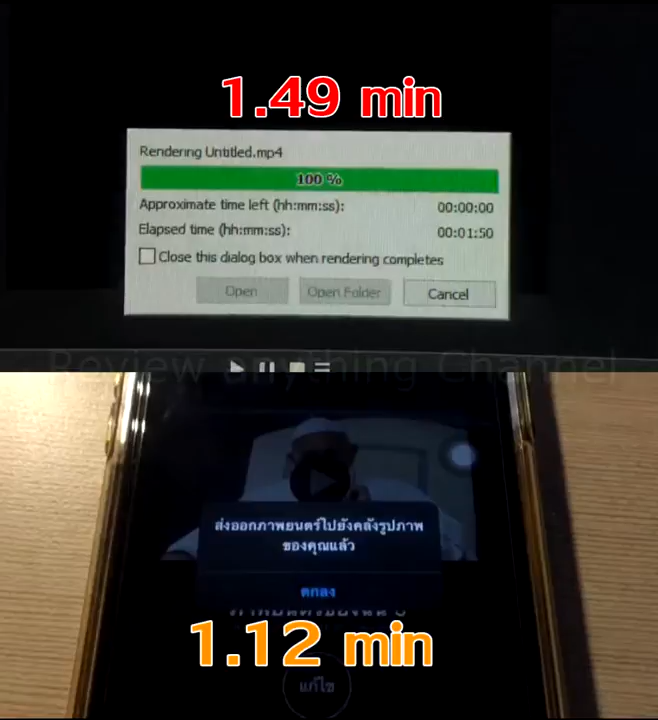 1.49 min
Rendering Untitled.mp4
100 %
Approximate time left (hh:mm:ss): 00:00:00
Elapsed time (hh:mm:ss): 00:01:50
Close this dialog box when rendering completes
Open Open Folder Cancel
Review anything Channel
ส่งออกภาพยนตร์ไปยังคลังรูปภาพ
ของคุณแล้ว
ตกลง
1.12 min
แก้ไข